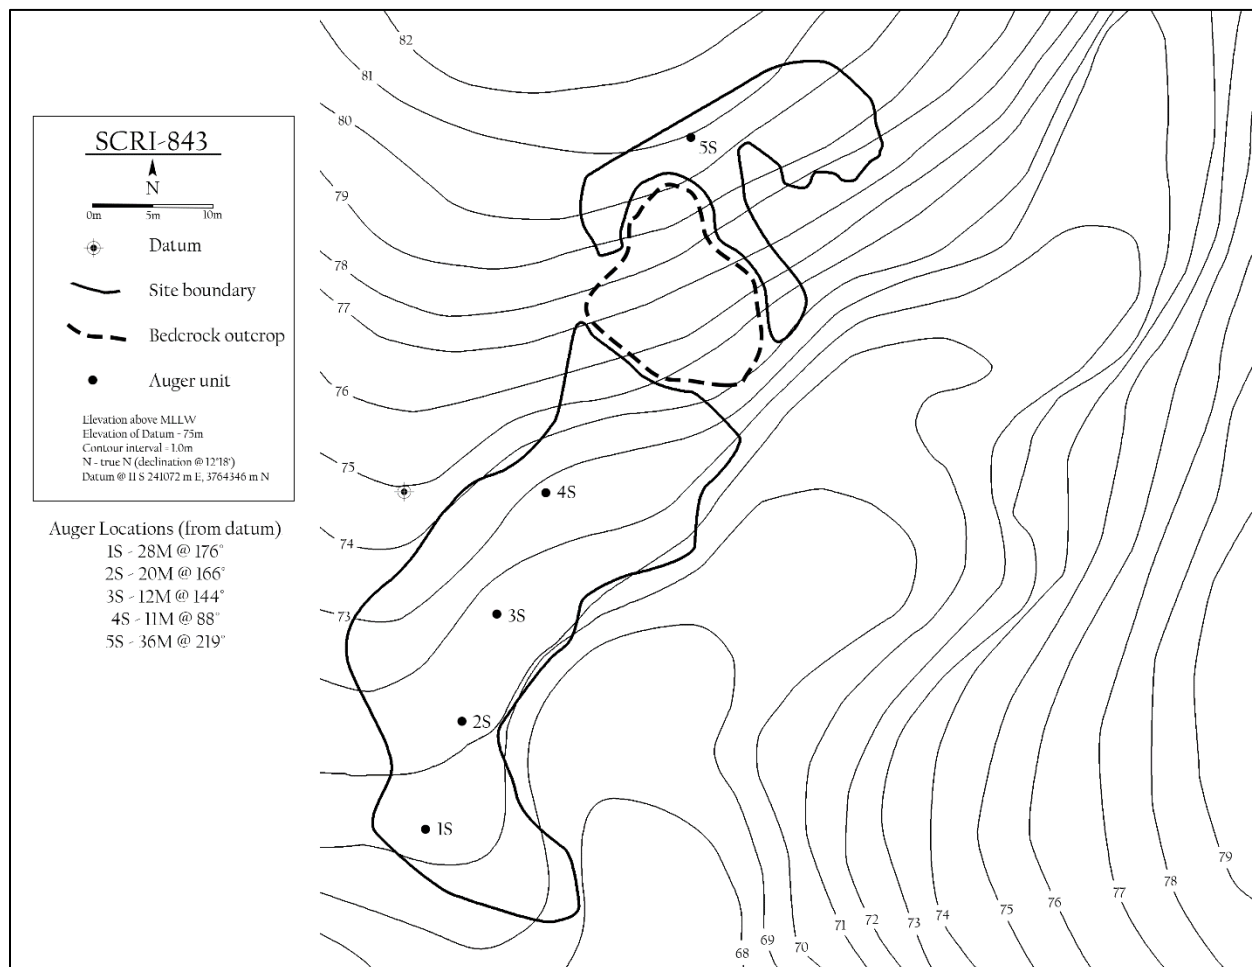 SCRI-843
N
0m 5m 10m
Datum
Site boundary
Bedcrock outcrop
Auger unit
Elevation above MLLW
Elevation of Datum - 75m
Contour interval = 1.0m
N - true N (declination @ 12°18')
Datum @ 11 S 241072 m E, 3764346 m N
Auger Locations (from datum)
1S - 28M @ 176°
2S - 20M @ 166°
3S - 12M @ 144°
4S - 11M @ 88°
5S - 36M @ 219°
82
81
80
79
78
77
76
75
74
73
5S
4S
3S
2S
1S
68
69
70
71
72
73
74
75
76
77
78
79